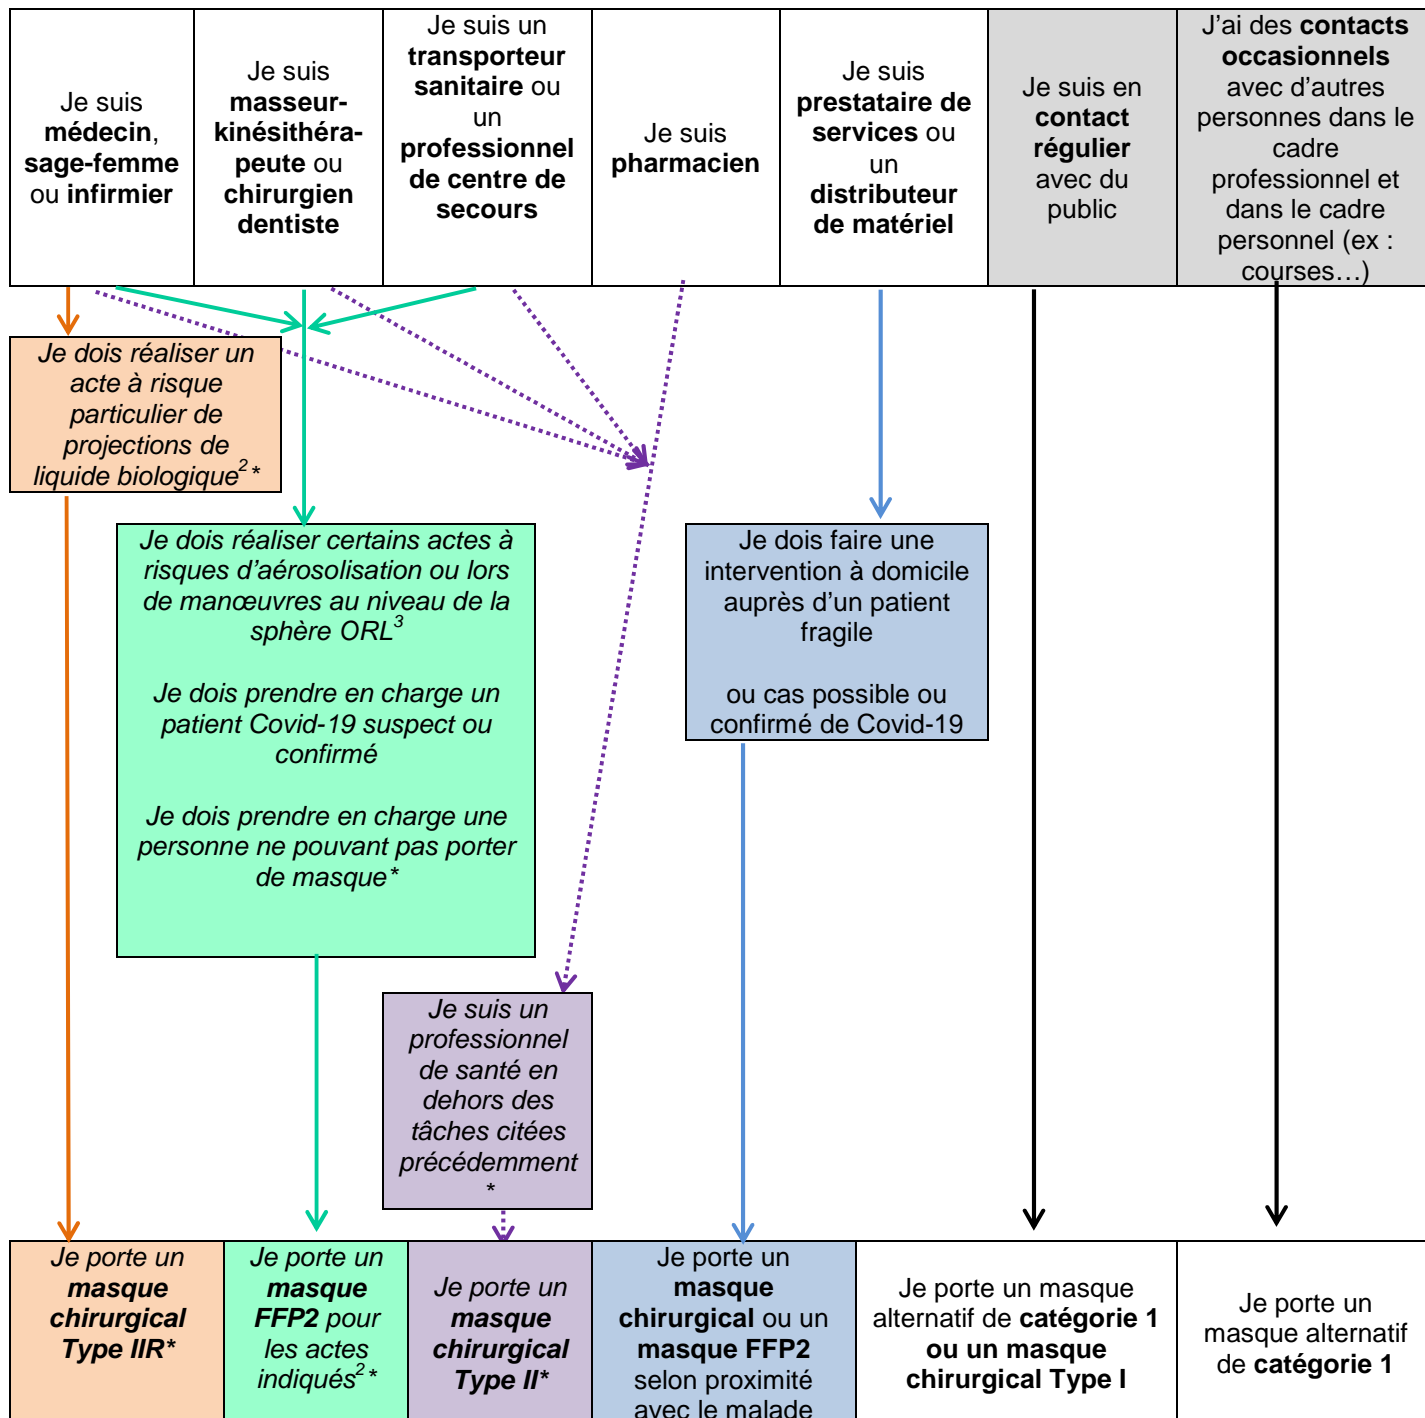 Je suis
médecin,
sage-femme
ou infirmier
Je suis
masseur-
kinésithéra-
peute ou
chirurgien
dentiste
Je suis un
transporteur
sanitaire ou
un
professionnel
de centre de
secours
Je suis
pharmacien
Je suis
prestataire de
services ou
un
distributeur
de matériel
Je suis en
contact
régulier
avec du
public
J'ai des contacts
occasionnels
avec d'autres
personnes dans le
cadre
professionnel et
dans le cadre
personnel (ex :
courses…)
Je dois réaliser un
acte à risque
particulier de
projections de
liquide biologique² *
Je dois réaliser certains actes à
risques d'aérosolisation ou lors
de manœuvres au niveau de la
sphère ORL³
Je dois prendre en charge un
patient Covid-19 suspect ou
confirmé
Je dois prendre en charge une
personne ne pouvant pas porter
de masque*
Je dois faire une
intervention à domicile
auprès d'un patient
fragile
ou cas possible ou
confirmé de Covid-19
Je suis un
professionnel
de santé en
dehors des
tâches citées
précédemment
*
Je porte un
masque
chirurgical
Type IIR*
Je porte un
masque
FFP2 pour
les actes
indiqués² *
Je porte un
masque
chirurgical
Type II*
Je porte un
masque
chirurgical ou un
masque FFP2
selon proximité
avec le malade
Je porte un masque
alternatif de catégorie 1
ou un masque
chirurgical Type I
Je porte un
masque alternatif
de catégorie 1